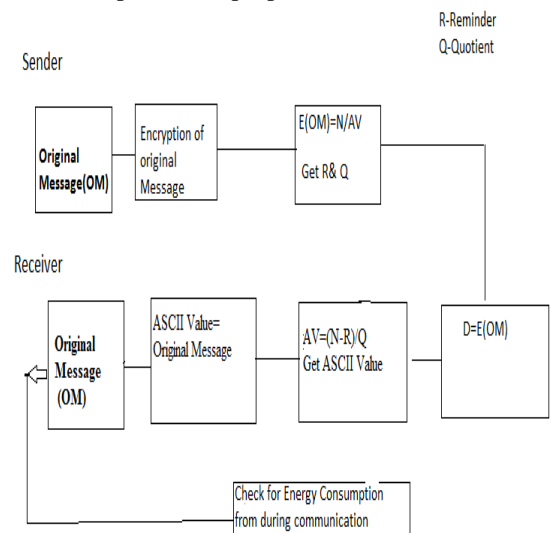 R-Reminder
Q-Quotient
Sender
Original
Message(OM)
Encryption of
original
Message
E(OM)=N/AV
Get R& Q
Receiver
Original
Message
(OM)
ASCII Value=
Original Message
AV=(N-R)/Q
Get ASCII Value
D=E(OM)
Check for Energy Consumption
from during communication